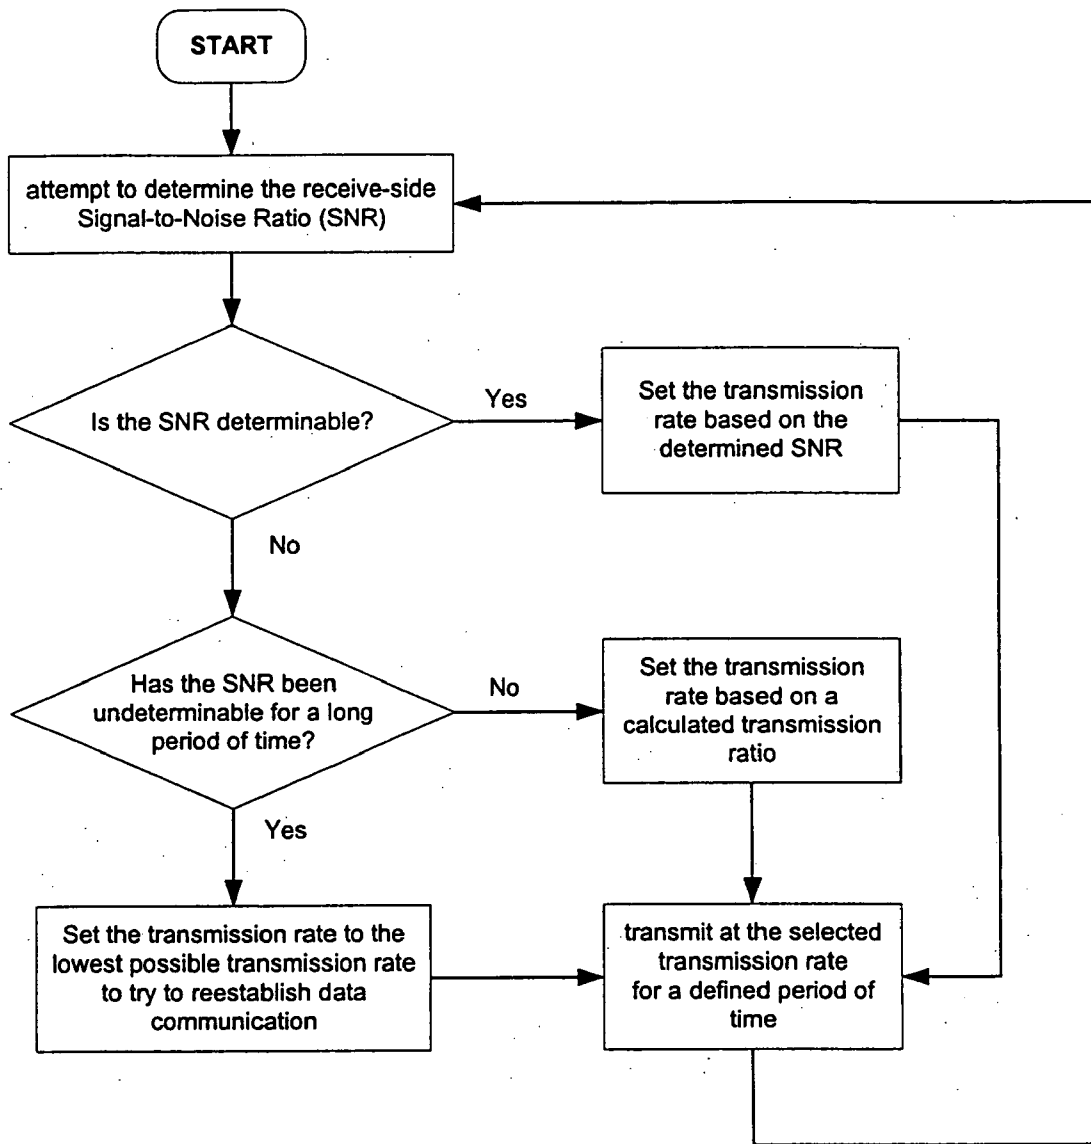 START
attempt to determine the receive-side
Signal-to-Noise Ratio (SNR)
Is the SNR determinable?
Yes
Set the transmission
rate based on the
determined SNR
No
Has the SNR been
undeterminable for a long
period of time?
No
Set the transmission
rate based on a
calculated transmission
ratio
Yes
Set the transmission rate to the
lowest possible transmission rate
to try to reestablish data
communication
transmit at the selected
transmission rate
for a defined period of
time